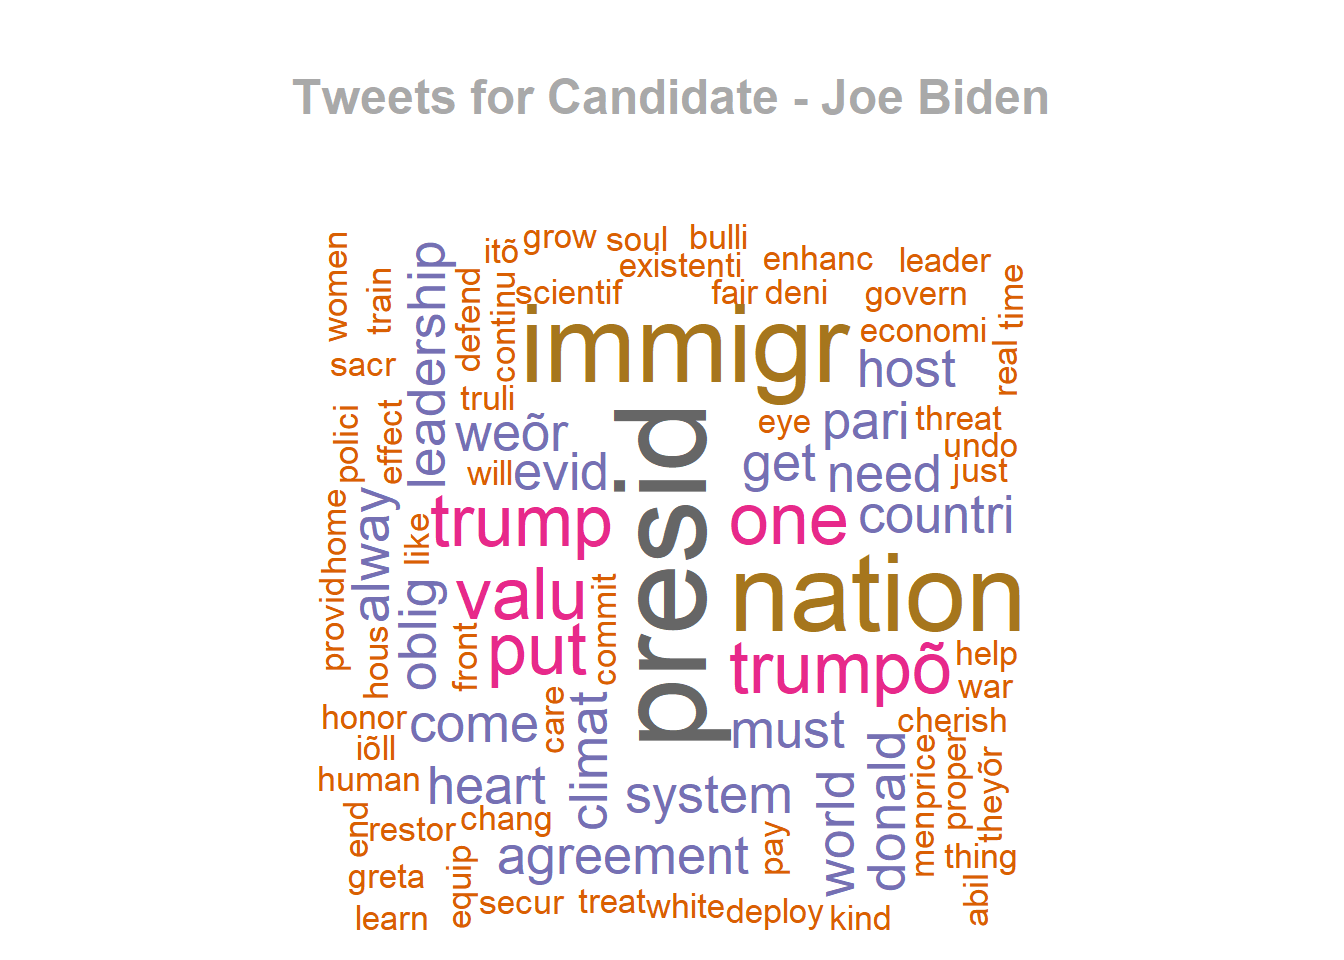 Tweets for Candidate - Joe Biden
women
train
leadership
defend
itõ
continu
grow
soul
bulli
existenti
enhanc
leader
scientif
fair
deni
govern
real time
sacr
immigr
economi
host
truli
polici
effect
weõr
eye
pari
threat
undo
will
evid
presid
get
need
just
home
alway
like
trump
one
countri
provid
oblig
valu
commit
nation
hous
front
put
trumpõ
help
war
honor
come
care
climat
must
cherish
iõll
human
heart
system
world
donald
men
price
proper
theyõr
end
restor
chang
agreement
pay
thing
greta
equip
abil
learn
secur
treat
white
deploy
kind